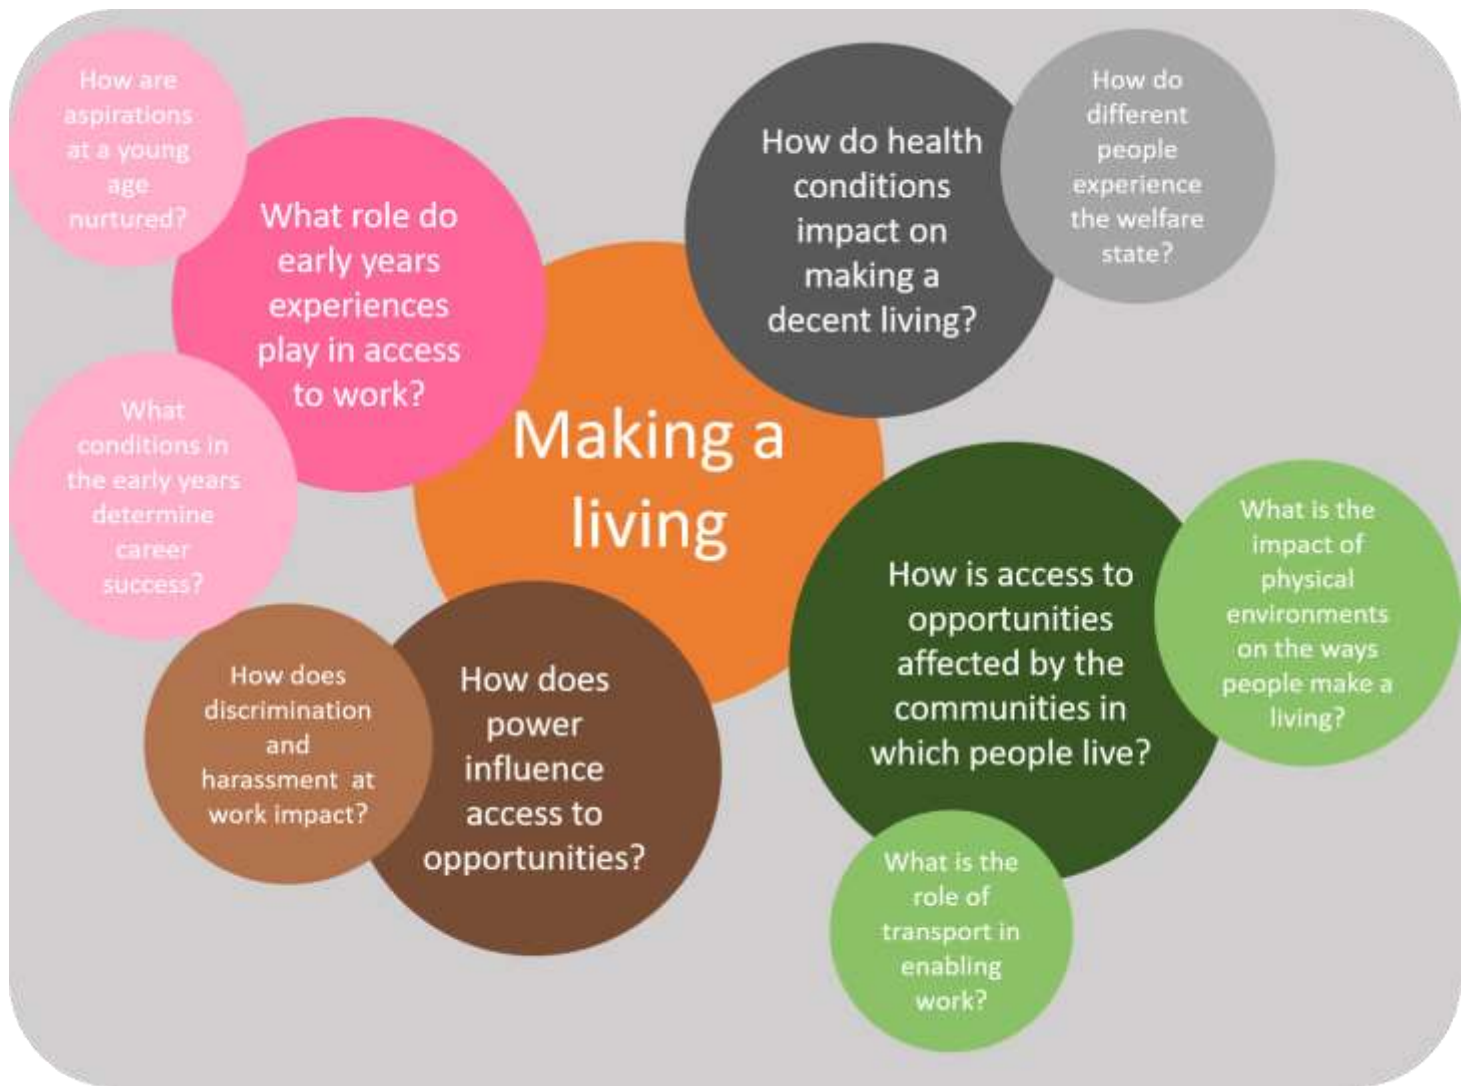 How are
aspirations
at a young
age
nurtured?
What role do
early years
experiences
play in access
to work?
What
conditions in
the early years
determine
career
success?
Making a
living
How do health
conditions
impact on
making a
decent living?
How do
different
people
experience
the welfare
state?
How is access to
opportunities
affected by the
communities in
which people live?
What is the
impact of
physical
environments
on the ways
people make a
living?
What is the
role of
transport in
enabling
work?
How does
power
influence
access to
opportunities?
How does
discrimination
and
harassment at
work impact?